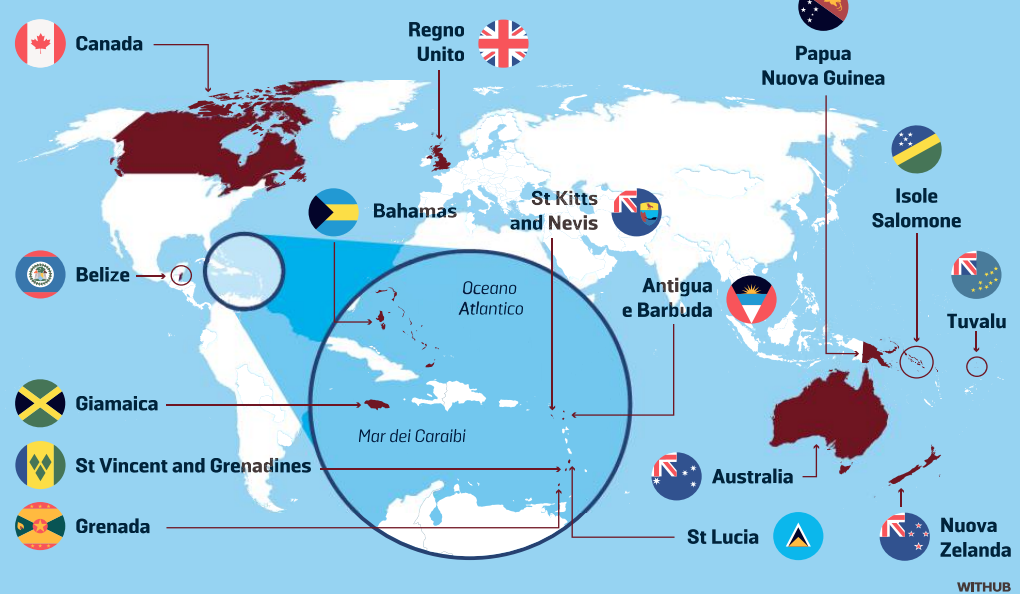 Canada
Regno
Unito
Papua
Nuova Guinea
Isole
Salomone
Bahamas
St Kitts
and Nevis
Belize
Oceano
Atlantico
Antigua
e Barbuda
Tuvalu
Giamaica
Mar dei Caraibi
St Vincent and Grenadines
Australia
Grenada
St Lucia
Nuova
Zelanda
WITHUB